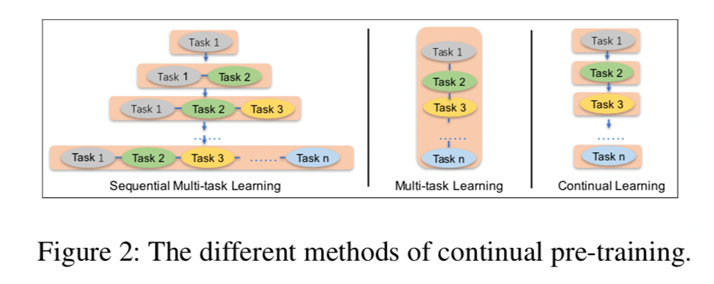 Task 1
Task 1 Task 2
Task 1 Task 2 Task 3
......
Task 1 Task 2 Task 3 ...... Task n
Sequential Multi-task Learning
Task 1
Task 2
Task 3
......
Task n
Multi-task Learning
Task 1
Task 2
Task 3
......
Task n
Continual Learning
Figure 2: The different methods of continual pre-training.